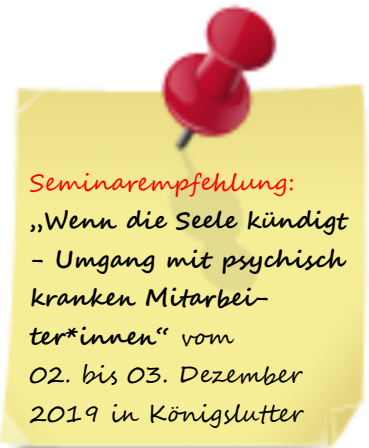 Seminarempfehlung:
„Wenn die Seele kündigt
- Umgang mit psychisch
kranken Mitarbei-
ter*innen“ vom
02. bis 03. Dezember
2019 in Königslutter